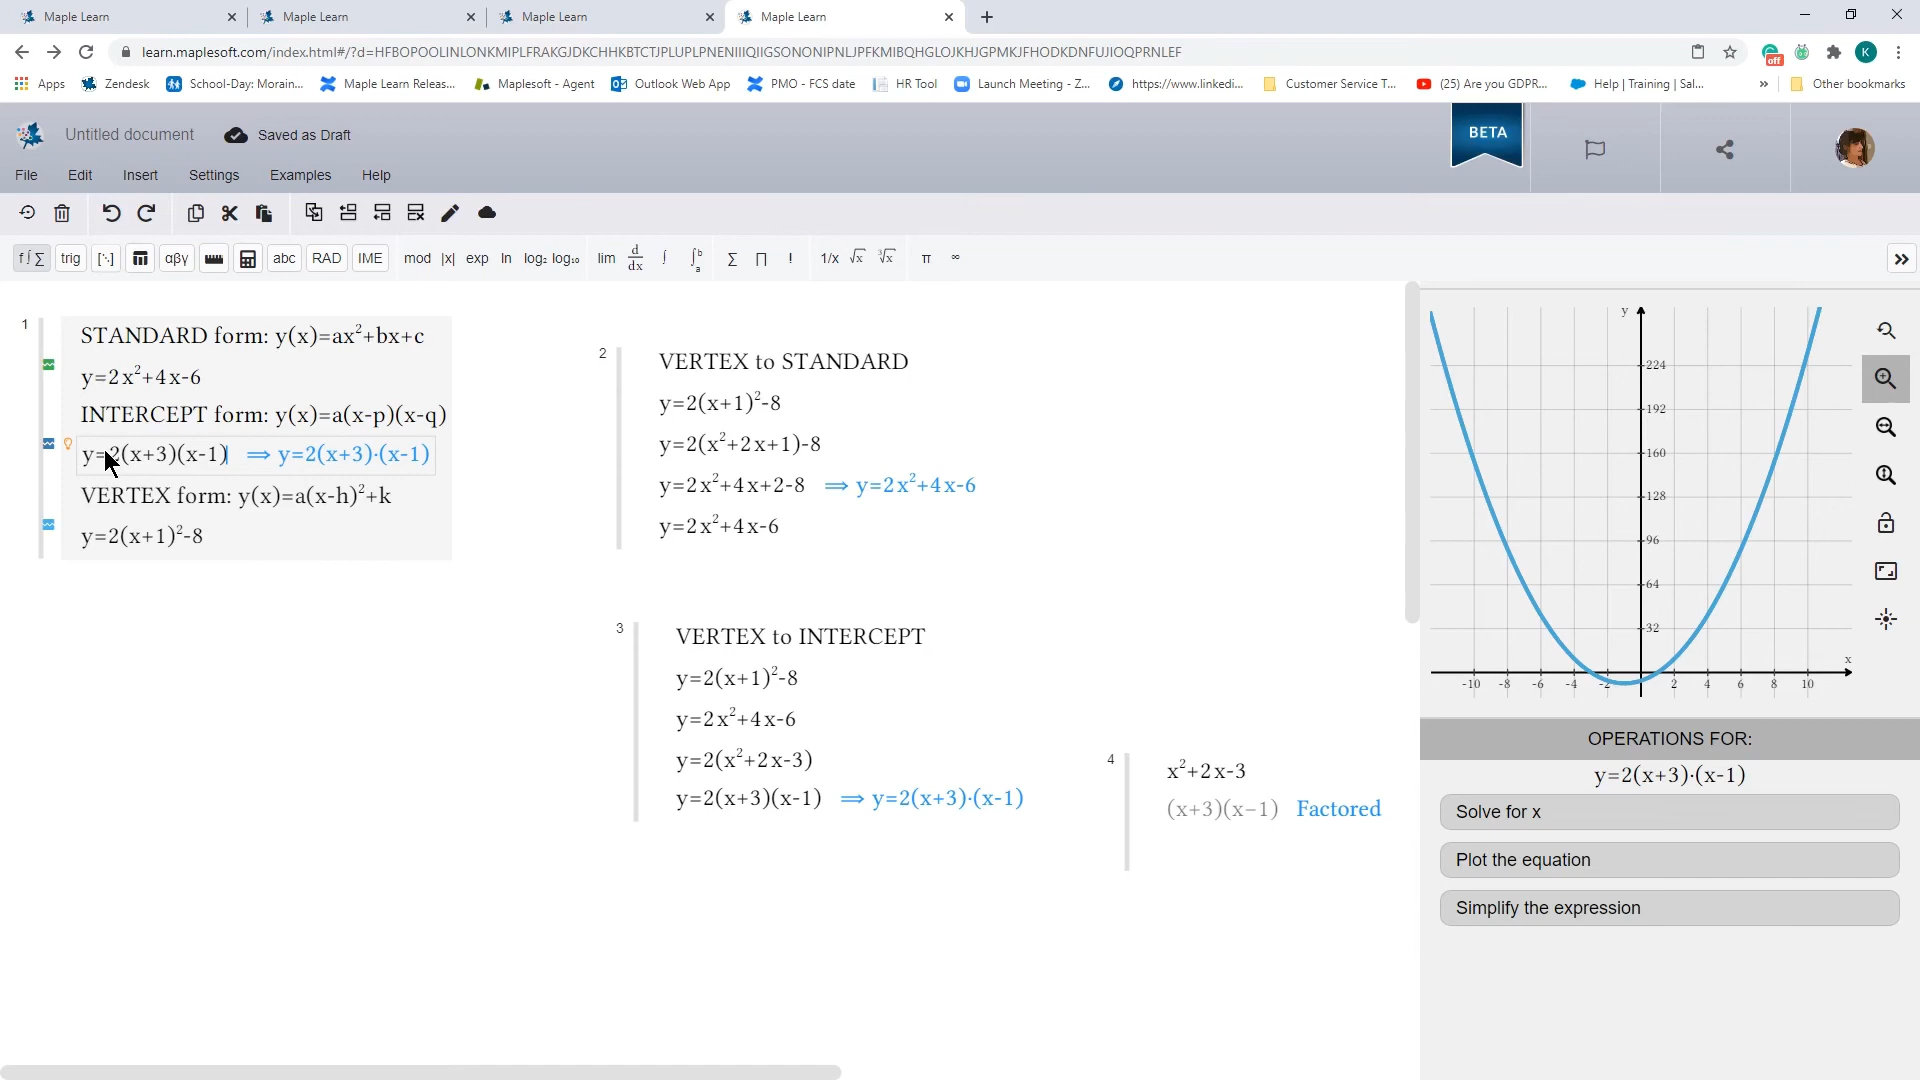 Maple Learn
Maple Learn
Maple Learn
Maple Learn
learn.maplesoft.com/index.html#/?d=HFBOPOOLINLONKMIPLFRAKGJDKCHHKBTCTJPLUPLPNENIIIQIIGSONONIPNLJPFKMIBQHGLOJKHJGPMKJFHODKDNFUJIOQPRNLEF
off
K
Apps Zendesk School-Day: Morain... Maple Learn Releas... Maplesoft - Agent Outlook Web App PMO - FCS date HR Tool Launch Meeting - Z... https://www.linkedi... Customer Service T... (25) Are you GDPR... Help | Training | Sal... » Other bookmarks
Untitled document Saved as Draft
BETA
File Edit Insert Settings Examples Help
f∫∑ trig [⋱] αβγ abc RAD IME mod |x| exp ln log₂ log₁₀ lim d/dx ∫ ∫ₐᵇ ∑ ∏ ! 1/x √x ∛x π ∞
1
STANDARD form: y(x)=ax²+bx+c
y=2x²+4x-6
INTERCEPT form: y(x)=a(x-p)(x-q)
y=2(x+3)(x-1) ⟹ y=2(x+3)·(x-1)
VERTEX form: y(x)=a(x-h)²+k
y=2(x+1)²-8
2
VERTEX to STANDARD
y=2(x+1)²-8
y=2(x²+2x+1)-8
y=2x²+4x+2-8 ⟹ y=2x²+4x-6
y=2x²+4x-6
3
VERTEX to INTERCEPT
y=2(x+1)²-8
y=2x²+4x-6
y=2(x²+2x-3)
y=2(x+3)(x-1) ⟹ y=2(x+3)·(x-1)
4
x²+2x-3
(x+3)(x−1) Factored
y
224
192
160
128
96
64
32
x
-10 -8 -6 -4 -2 2 4 6 8 10
OPERATIONS FOR:
y=2(x+3)·(x-1)
Solve for x
Plot the equation
Simplify the expression